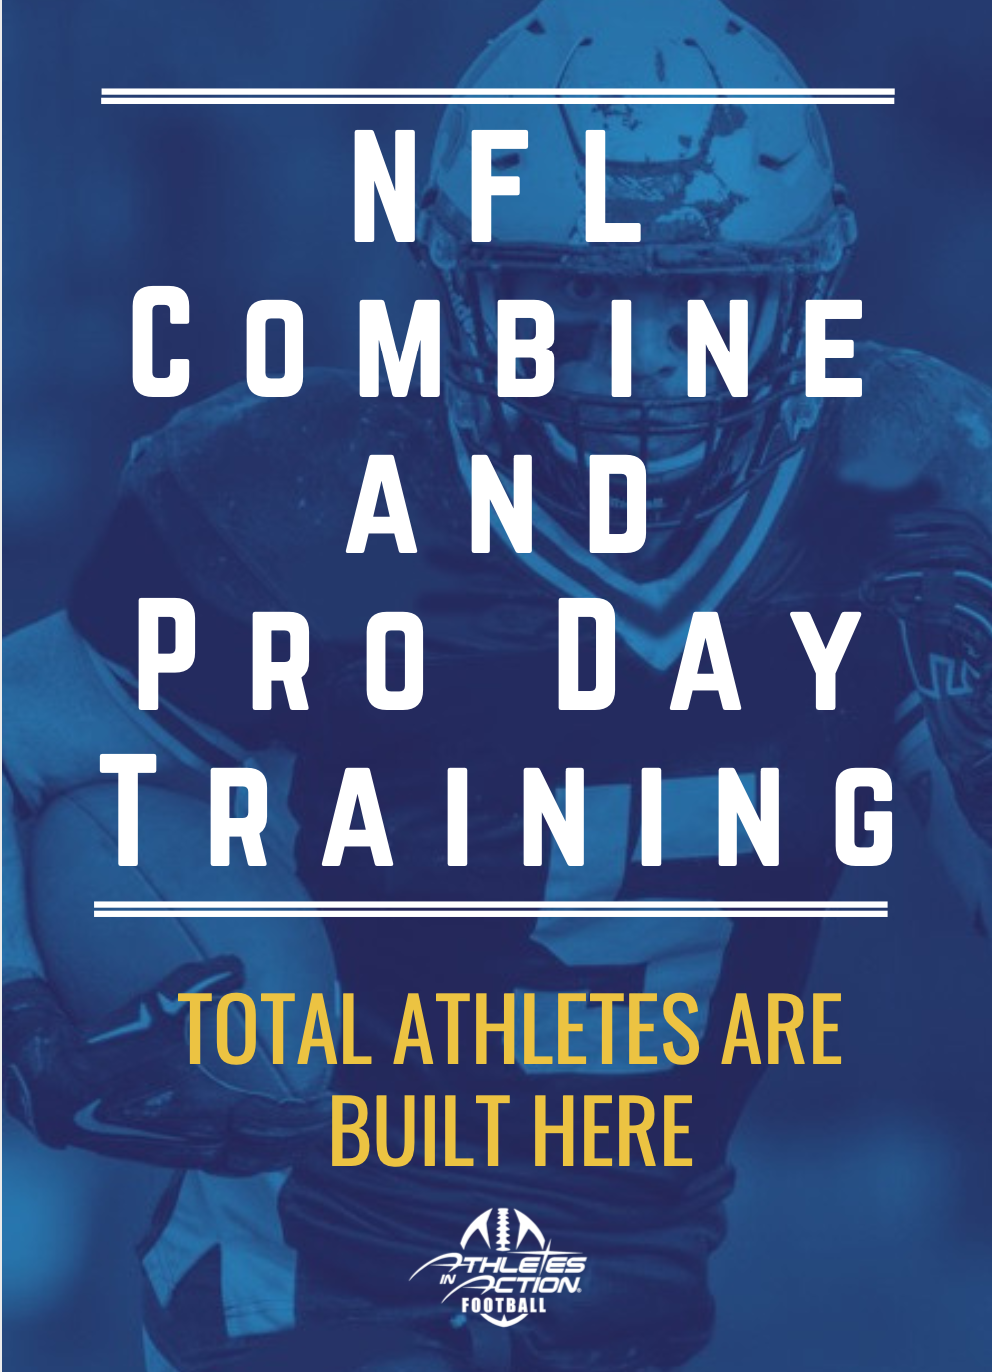 NFL
COMBINE
AND
PRO DAY
TRAINING
TOTAL ATHLETES ARE
BUILT HERE
ATHLETES
IN ACTION®
FOOTBALL